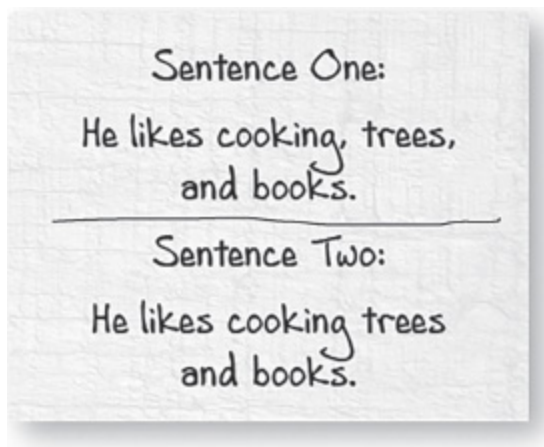 Sentence One:
He likes cooking, trees,
and books.
Sentence Two:
He likes cooking trees
and books.